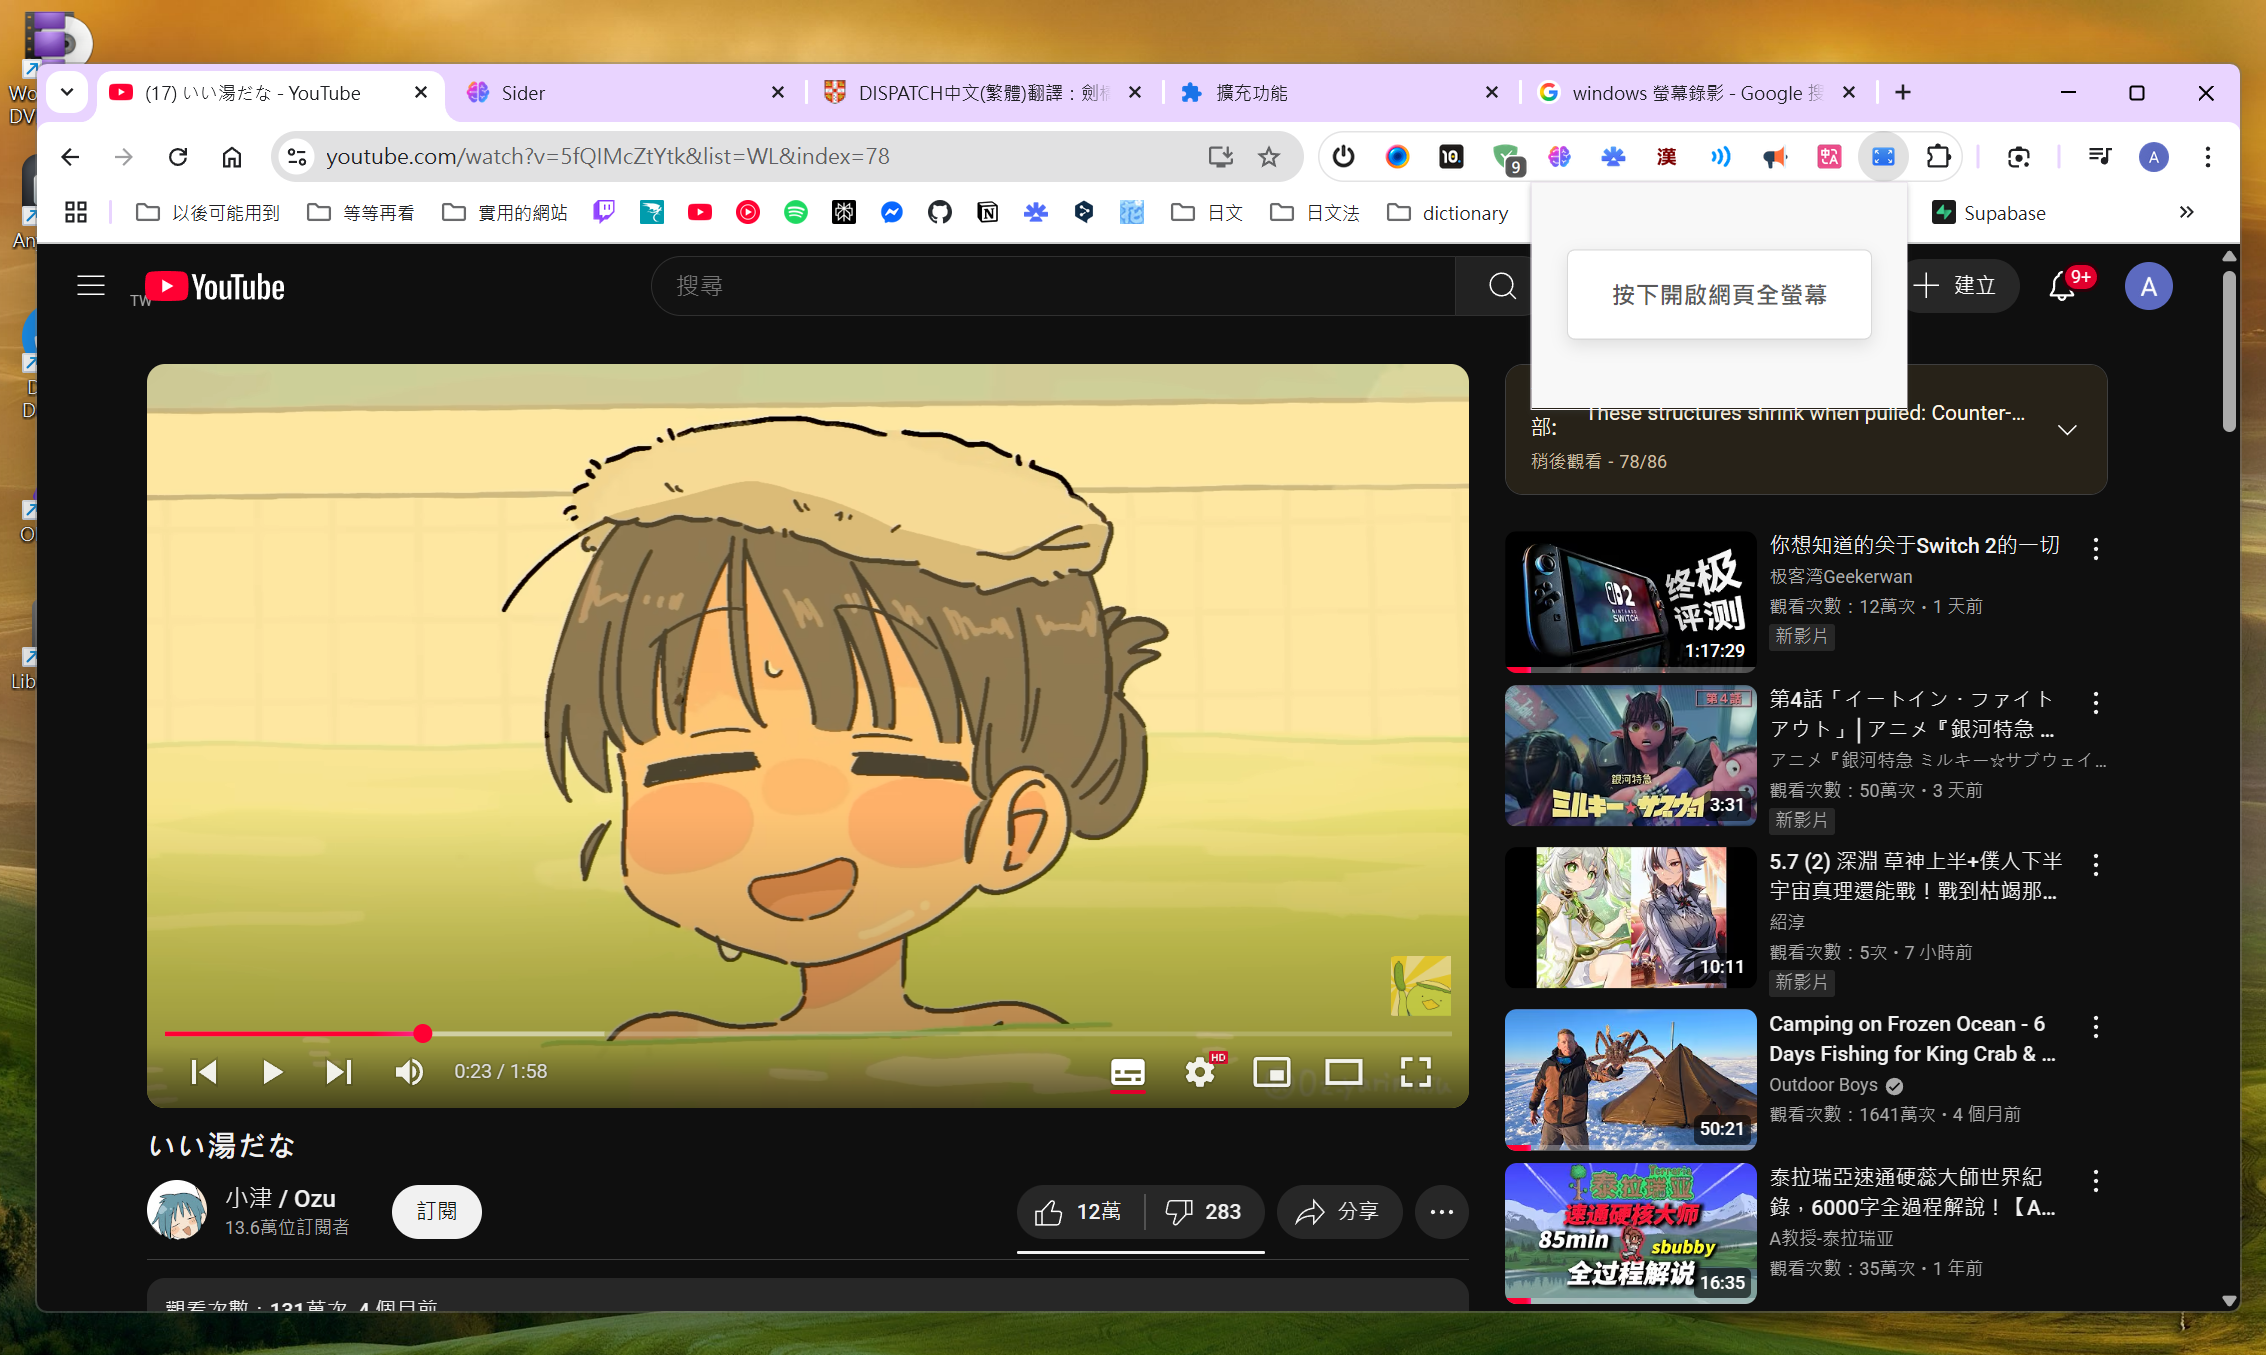 (17) いい湯だな - YouTube
Sider
DISPATCH中文(繁體)翻譯：劍橋
擴充功能
windows 螢幕錄影 - Google 搜
youtube.com/watch?v=5fQIMcZtYtk&list=WL&index=78
10.
9
漢
A
以後可能用到
等等再看
實用的網站
日文
日文法
dictionary
Supabase
YouTube
TW
搜尋
按下開啟網頁全螢幕
建立
9+
A
These structures shrink when pulled: Counter-...
部:
稍後觀看 - 78/86
你想知道的关于Switch 2的一切
极客湾Geekerwan
觀看次數：12萬次・1 天前
新影片
2
NINTENDO
SWITCH
终极
评测
1:17:29
第4話「イートイン・ファイト
アウト」| アニメ『銀河特急 ...
アニメ『銀河特急 ミルキー☆サブウェイ...
觀看次數：50萬次・3 天前
新影片
第4話
銀河特急
ミルキー★サブウェイ
3:31
5.7 (2) 深淵 草神上半+僕人下半
宇宙真理還能戰！戰到枯竭那...
紹淳
觀看次數：5次・7 小時前
新影片
10:11
Camping on Frozen Ocean - 6
Days Fishing for King Crab & ...
Outdoor Boys
觀看次數：1641萬次・4 個月前
50:21
泰拉瑞亞速通硬蕊大師世界紀
錄，6000字全過程解說！【A...
A教授-泰拉瑞亚
觀看次數：35萬次・1 年前
Terraria
泰拉瑞亚
速通硬核大师
85min
sbubby
全过程解说
16:35
0:23 / 1:58
HD
いい湯だな
小津 / Ozu
13.6萬位訂閱者
訂閱
12萬
283
分享
觀看次數：131萬次 4 個月前